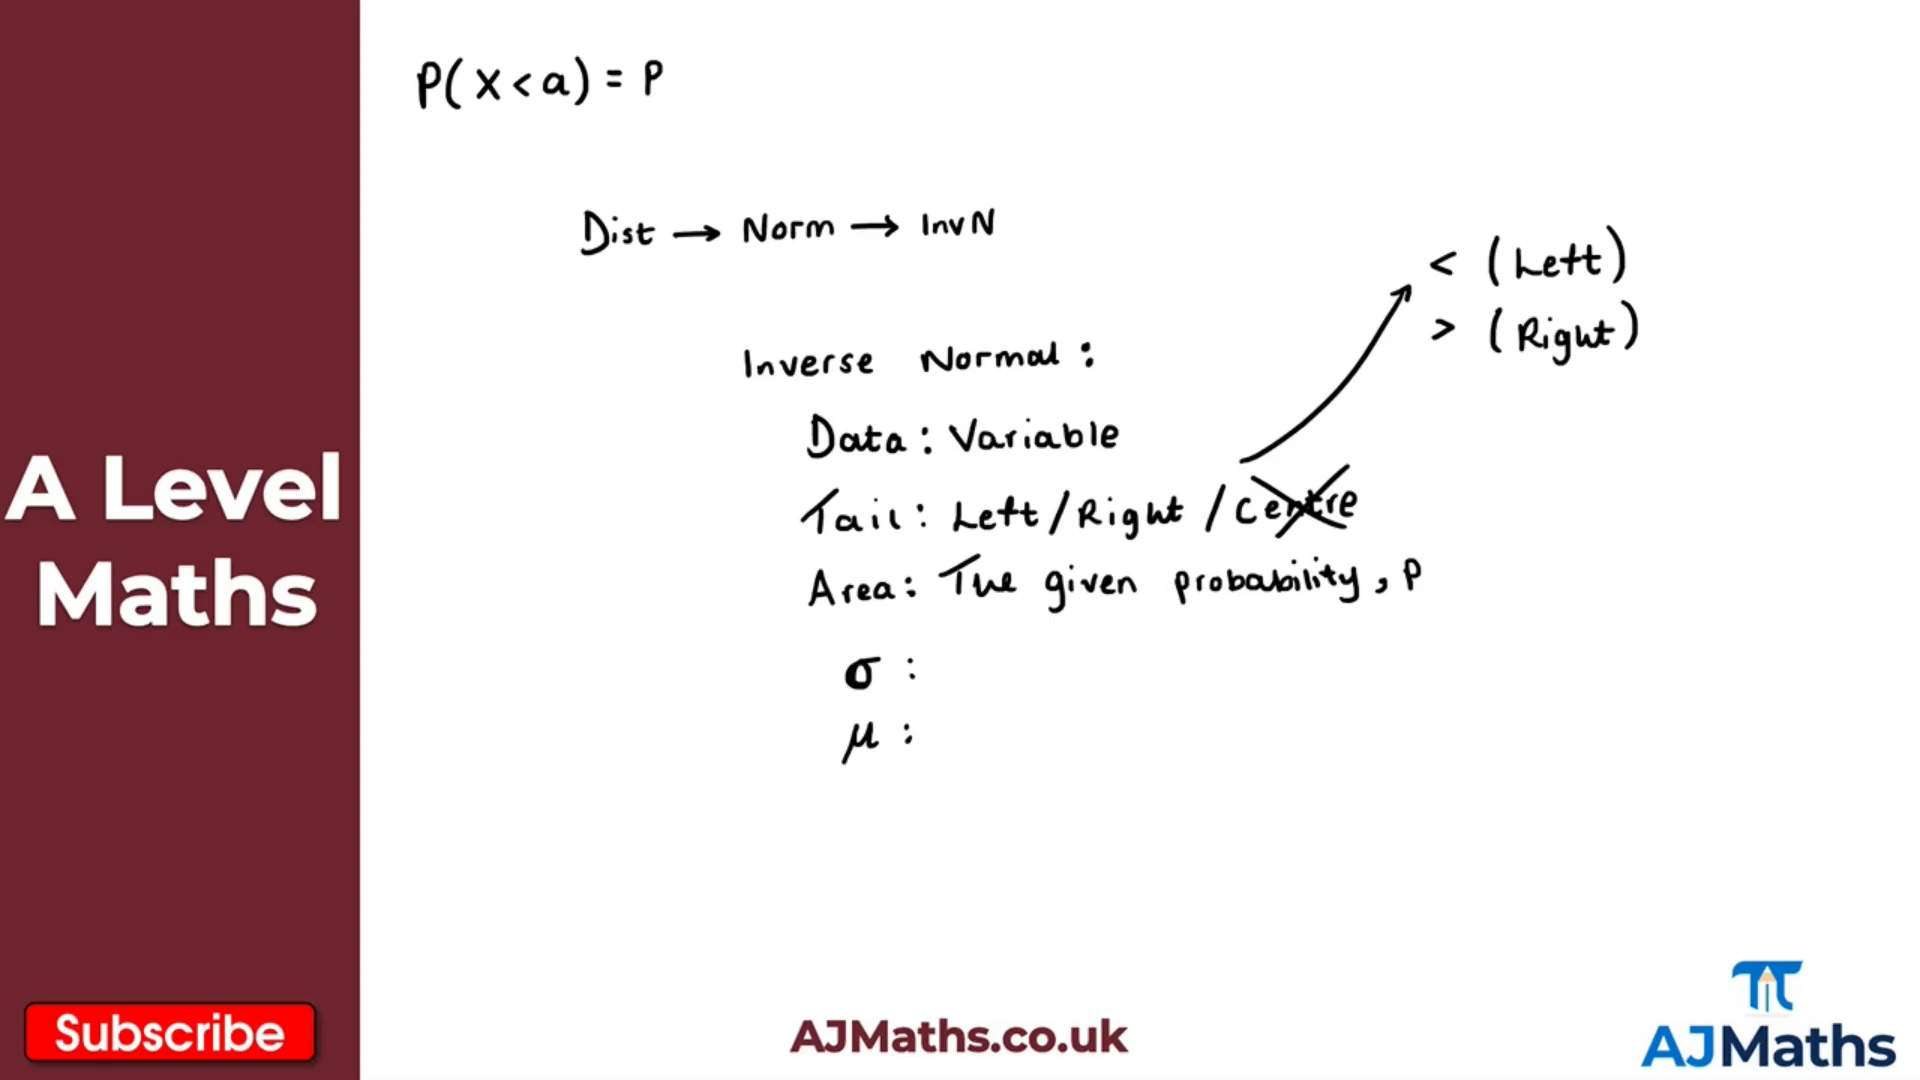 P(X<a) = P
Dist → Norm → InvN
< (Left)
> (Right)
Inverse Normal :
Data : Variable
Tail : Left/Right/Centre
Area : The given probability, P
σ :
μ :
A Level
Maths
Subscribe
AJMaths.co.uk
AJMaths